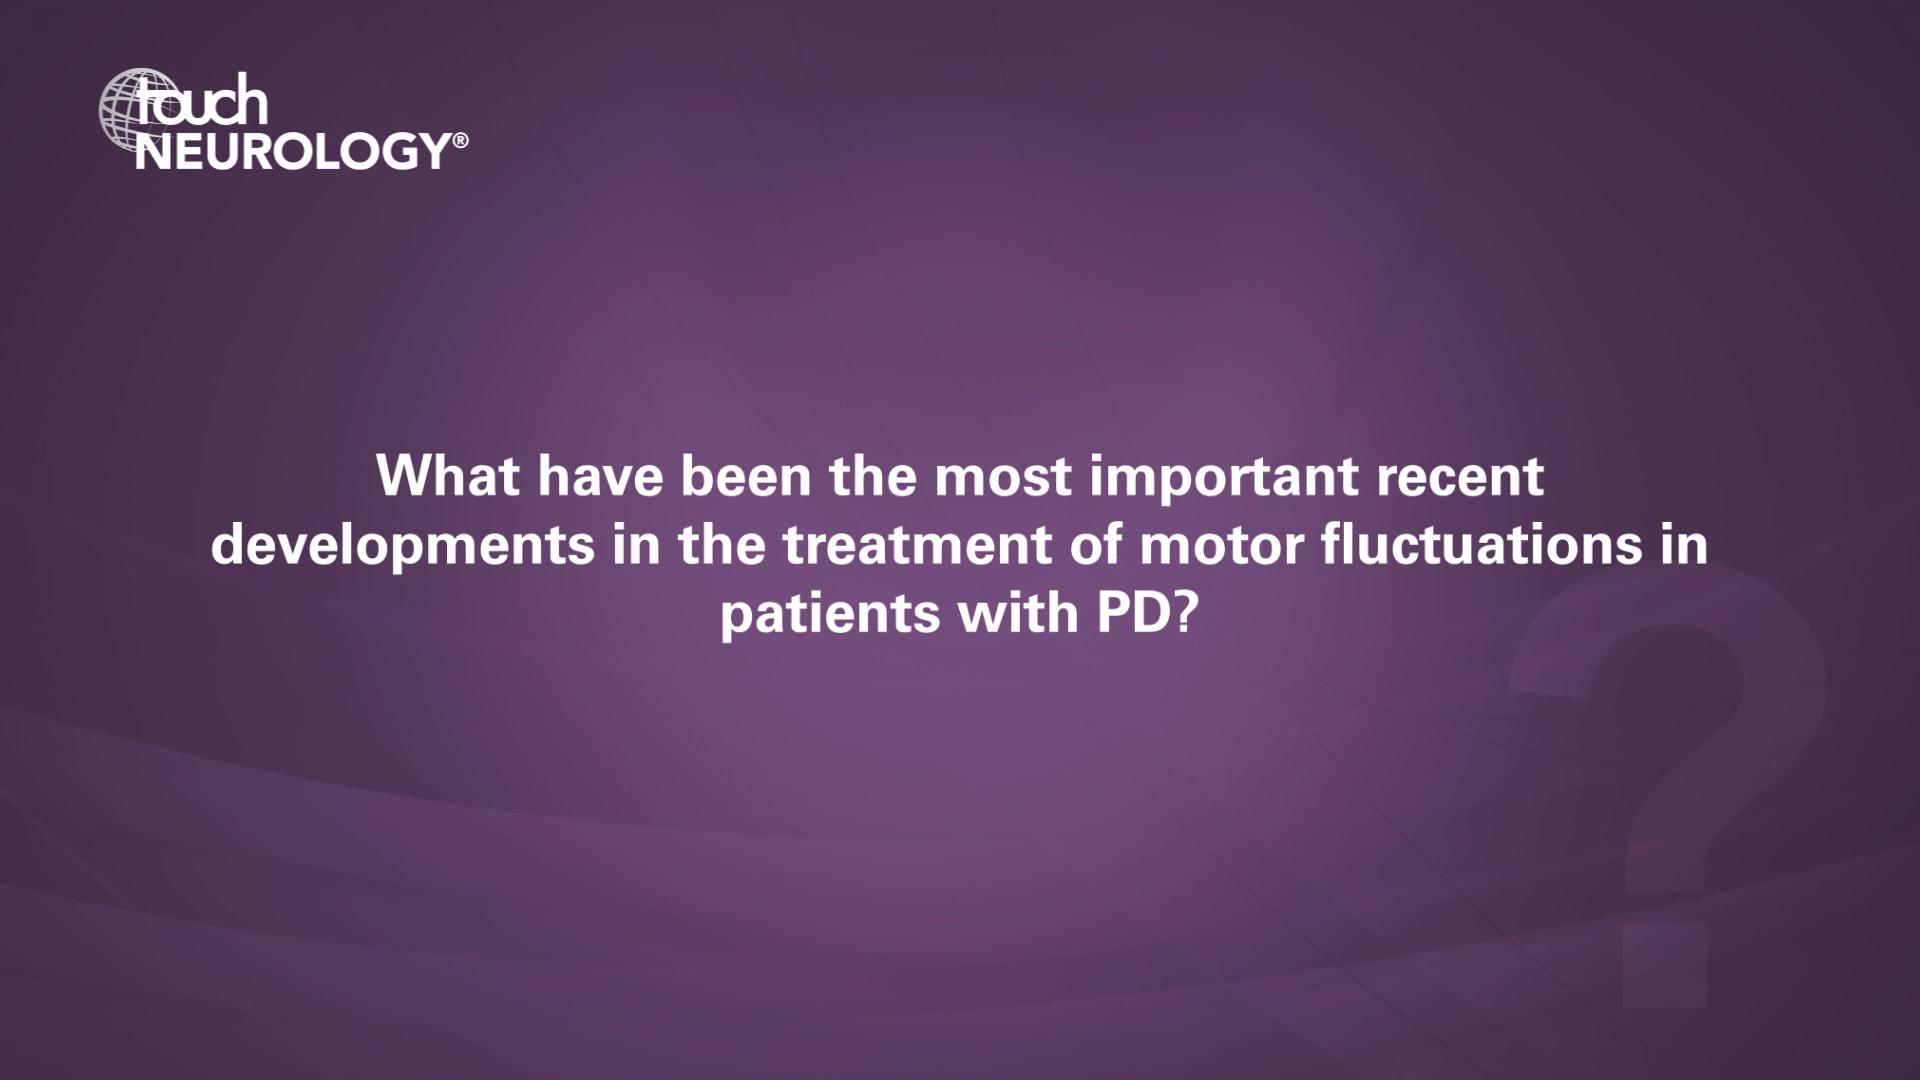 touch
NEUROLOGY®
What have been the most important recent
developments in the treatment of motor fluctuations in
patients with PD?